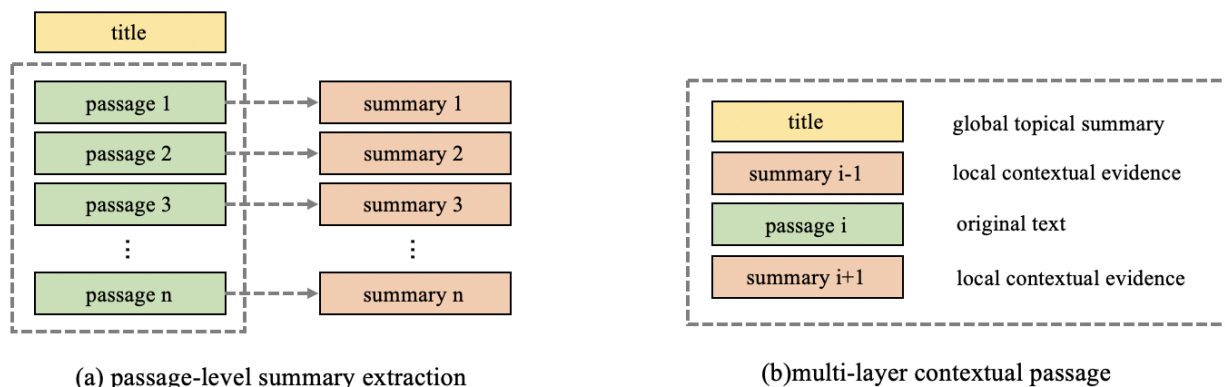 title
passage 1
summary 1
passage 2
summary 2
passage 3
summary 3
⋮
⋮
passage n
summary n
(a) passage-level summary extraction
title
global topical summary
summary i-1
local contextual evidence
passage i
original text
summary i+1
local contextual evidence
(b)multi-layer contextual passage